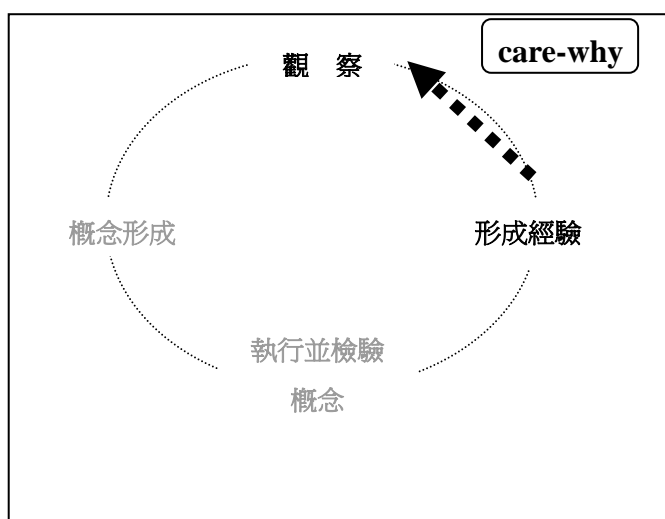 care-why
觀 察
概念形成
形成經驗
執行並檢驗
概念